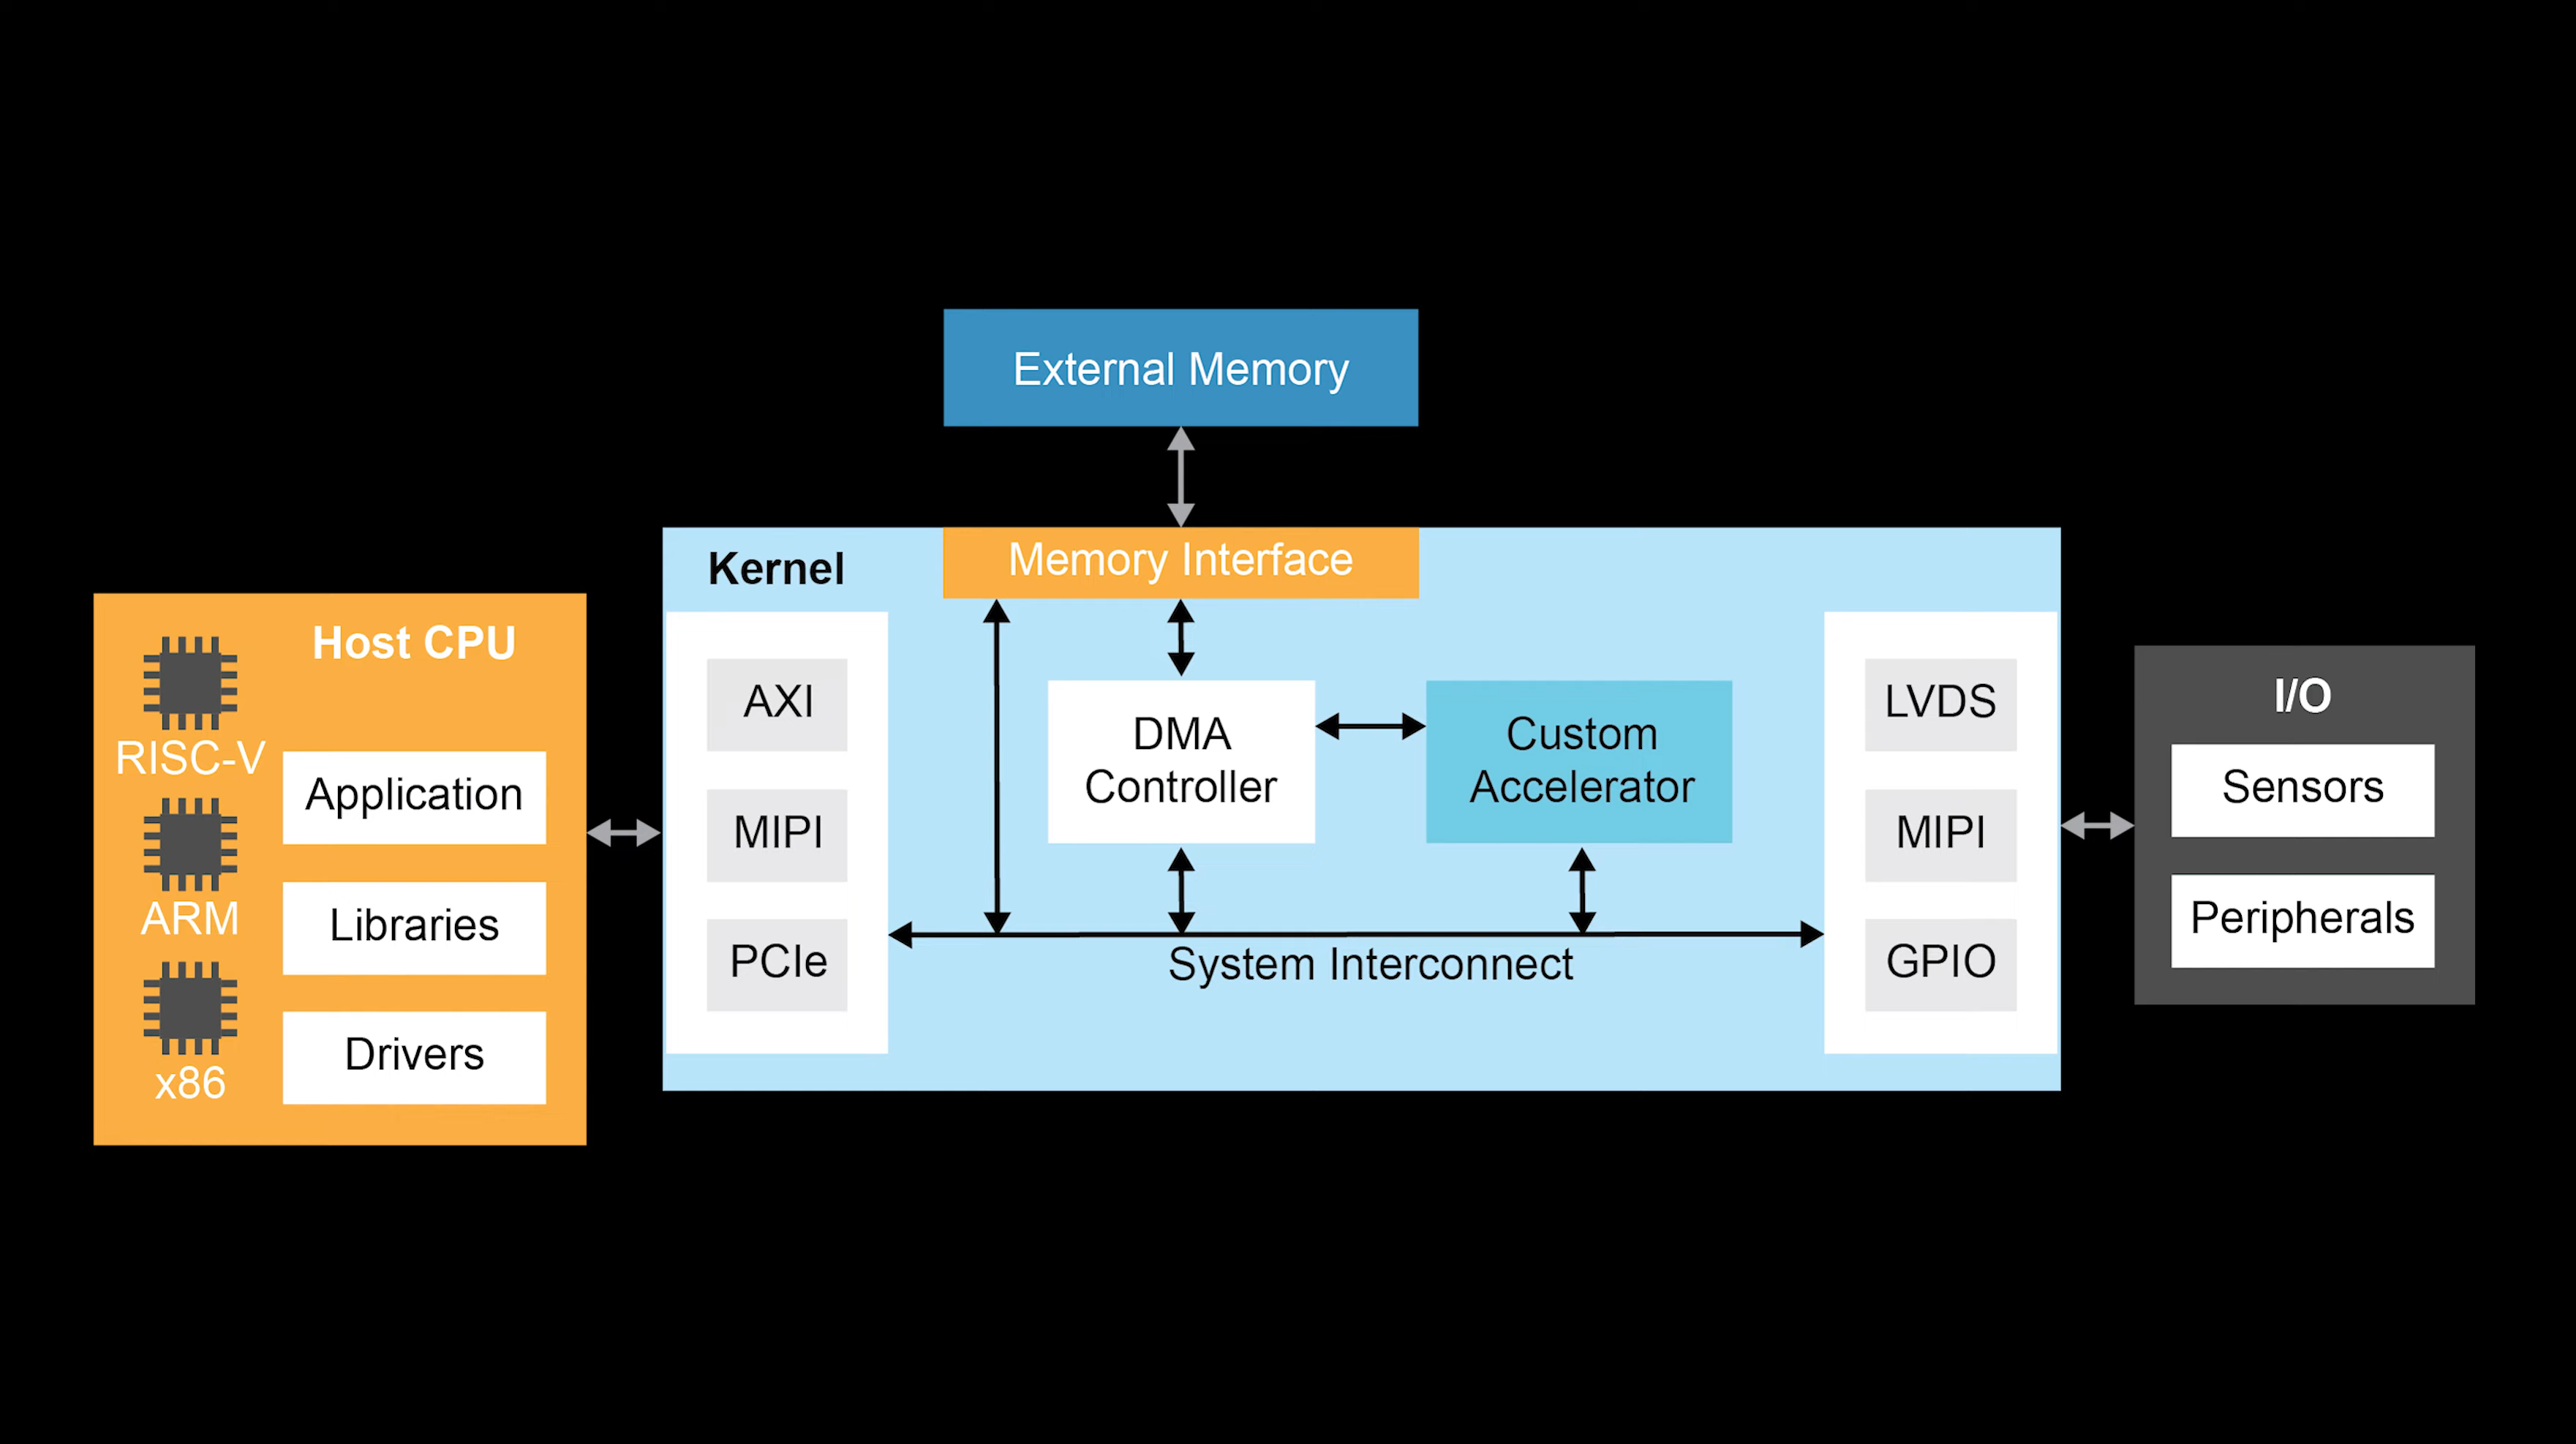 External Memory
Kernel
Memory Interface
Host CPU
RISC-V
ARM
x86
Application
Libraries
Drivers
AXI
MIPI
PCIe
DMA
Controller
Custom
Accelerator
System Interconnect
LVDS
MIPI
GPIO
I/O
Sensors
Peripherals